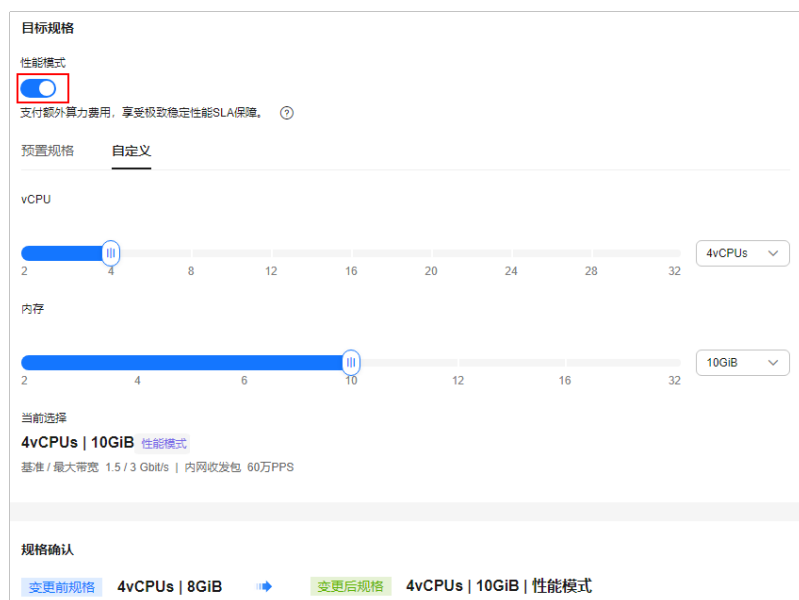 目标规格
性能模式
支付额外算力费用，享受极致稳定性能SLA保障。 ?
预置规格 自定义
vCPU
4vCPUs
2 4 8 12 16 20 24 28 32
内存
10GiB
2 4 6 10 12 16 32
当前选择
4vCPUs | 10GiB 性能模式
基准 / 最大带宽 1.5 / 3 Gbit/s | 内网收发包 60万PPS
规格确认
变更前规格 4vCPUs | 8GiB 变更后规格 4vCPUs | 10GiB | 性能模式